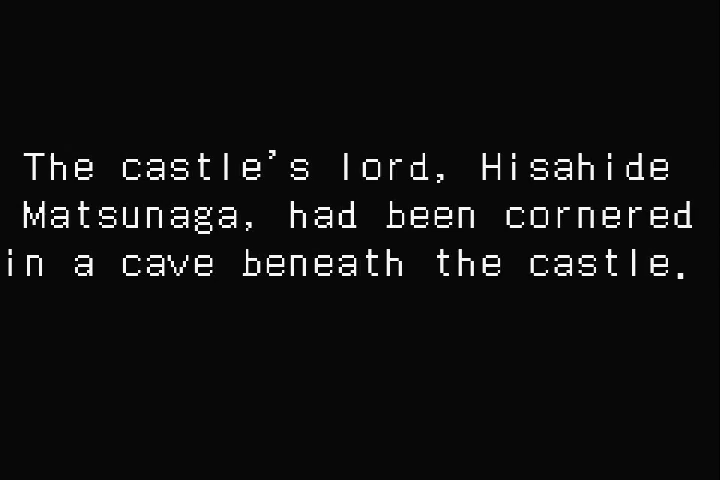 The castle's lord, Hisahide
Matsunaga, had been cornered
in a cave beneath the castle.